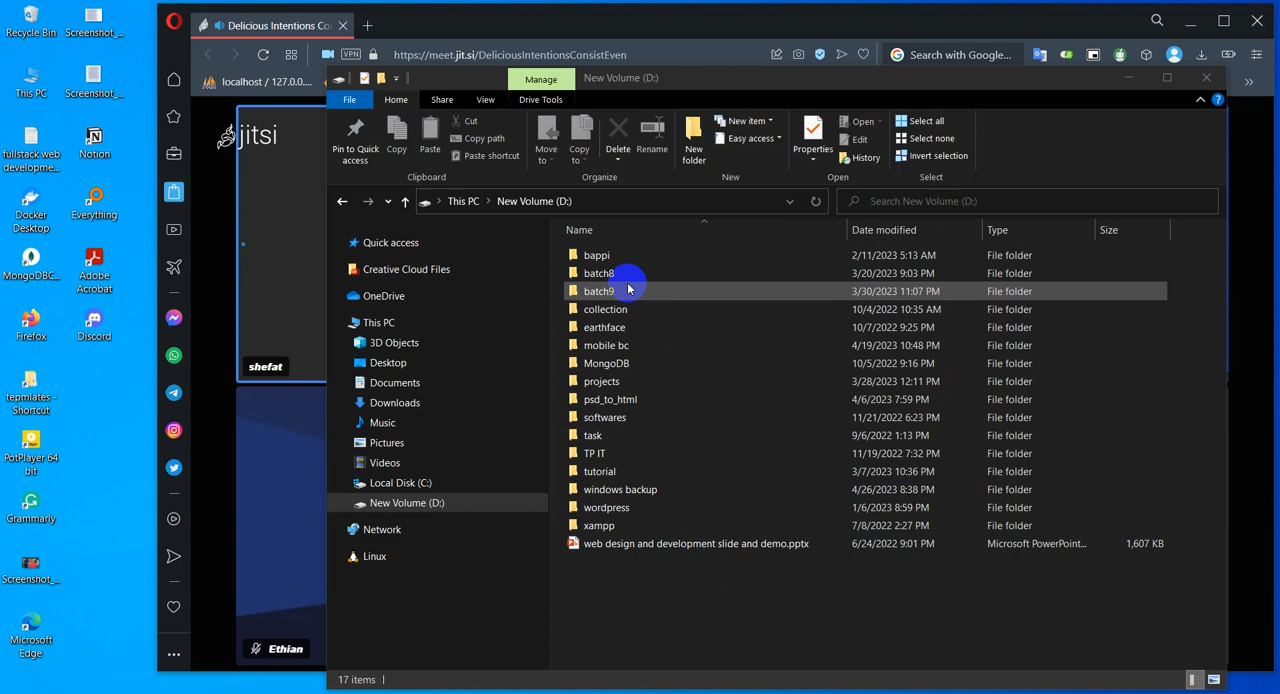 Recycle Bin
Screenshot_...
This PC
Screenshot_...
fullstack web developme...
Notion
Docker Desktop
Everything
MongoDBC...
Adobe Acrobat
Firefox
Discord
tepmlates - Shortcut
PotPlayer 64 bit
Grammarly
Screenshot_...
Microsoft Edge
Delicious Intentions Co
VPN
https://meet.jit.si/DeliciousIntentionsConsistEven
Search with Google...
localhost / 127.0.0....
Manage
New Volume (D:)
File
Home
Share
View
Drive Tools
jitsi
Pin to Quick access
Copy
Paste
Cut
Copy path
Paste shortcut
Clipboard
Move to
Copy to
Delete
Rename
Organize
New folder
New item
Easy access
New
Properties
Open
Edit
History
Open
Select all
Select none
Invert selection
Select
This PC
New Volume (D:)
Search New Volume (D:)
Quick access
Creative Cloud Files
OneDrive
This PC
3D Objects
Desktop
Documents
Downloads
Music
Pictures
Videos
Local Disk (C:)
New Volume (D:)
Network
Linux
Name Date modified Type Size
bappi 2/11/2023 5:13 AM File folder
batch8 3/20/2023 9:03 PM File folder
batch9 3/30/2023 11:07 PM File folder
collection 10/4/2022 10:35 AM File folder
earthface 10/7/2022 9:25 PM File folder
mobile bc 4/19/2023 10:48 PM File folder
MongoDB 10/5/2022 9:16 PM File folder
projects 3/28/2023 12:11 PM File folder
psd_to_html 4/6/2023 7:59 PM File folder
softwares 11/21/2022 6:23 PM File folder
task 9/6/2022 1:13 PM File folder
TP IT 11/19/2022 7:32 PM File folder
tutorial 3/7/2023 10:36 PM File folder
windows backup 4/26/2023 8:38 PM File folder
wordpress 1/6/2023 8:59 PM File folder
xampp 7/8/2022 2:27 PM File folder
web design and development slide and demo.pptx 6/24/2022 9:01 PM Microsoft PowerPoint... 1,607 KB
shefat
Ethian
17 items